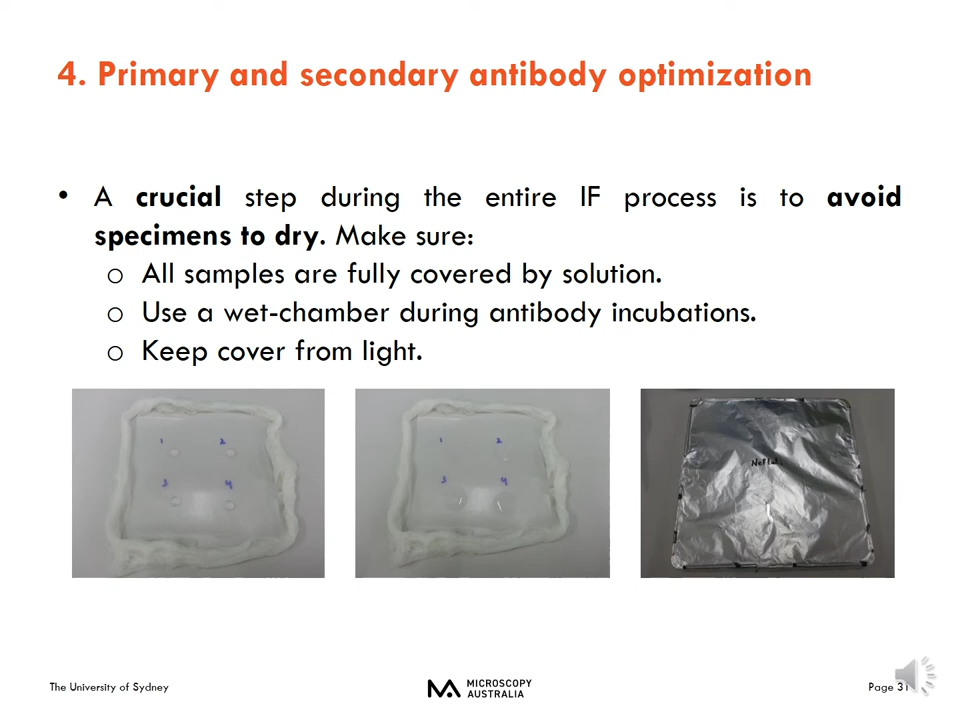 4. Primary and secondary antibody optimization
• A crucial step during the entire IF process is to avoid
specimens to dry. Make sure:
o All samples are fully covered by solution.
o Use a wet-chamber during antibody incubations.
o Keep cover from light.
1 2
3 4
1 2
3 4
The University of Sydney
MICROSCOPY
AUSTRALIA
Page 31